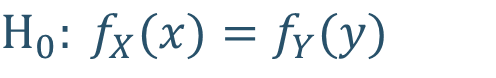 H₀: 𝑓_X(𝑥) = 𝑓_Y(𝑦)